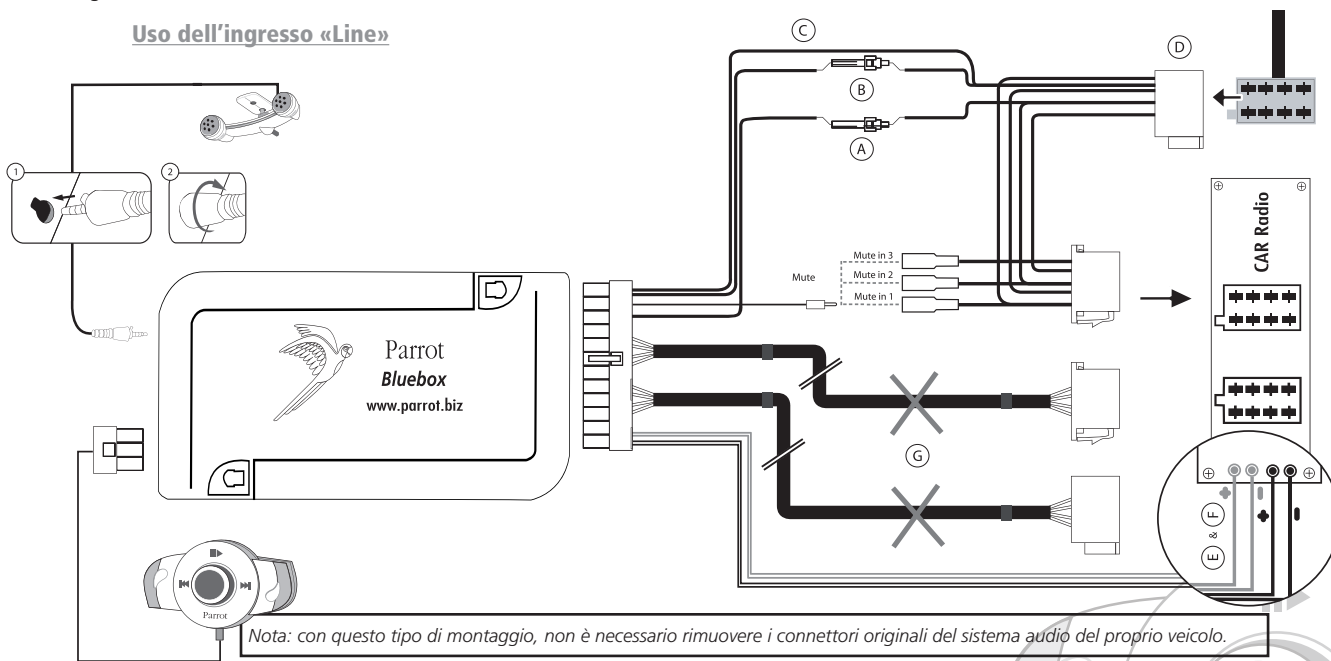 Uso dell'ingresso «Line»
C
D
B
A
1
2
CAR Radio
Mute in 3
Mute
Mute in 2
Mute in 1
Parrot
Bluebox
www.parrot.biz
G
E & F
Parrot
Nota: con questo tipo di montaggio, non è necessario rimuovere i connettori originali del sistema audio del proprio veicolo.